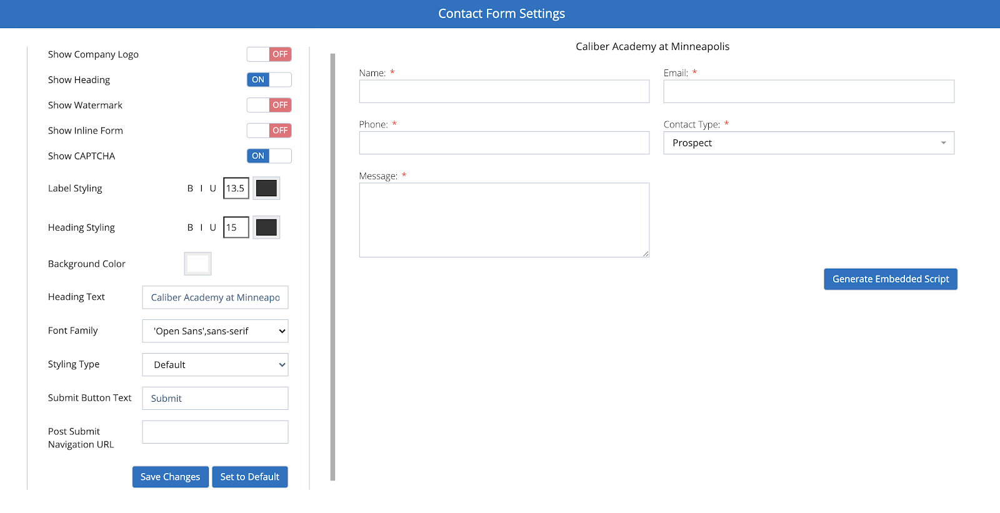 Contact Form Settings
Show Company Logo OFF
Show Heading ON
Show Watermark OFF
Show Inline Form OFF
Show CAPTCHA ON
Label Styling B I U 13.5
Heading Styling B I U 15
Background Color
Heading Text Caliber Academy at Minneapo
Font Family 'Open Sans',sans-serif
Styling Type Default
Submit Button Text Submit
Post Submit
Navigation URL
Save Changes Set to Default
Caliber Academy at Minneapolis
Name: * Email: *
Phone: * Contact Type: *
Prospect
Message: *
Generate Embedded Script